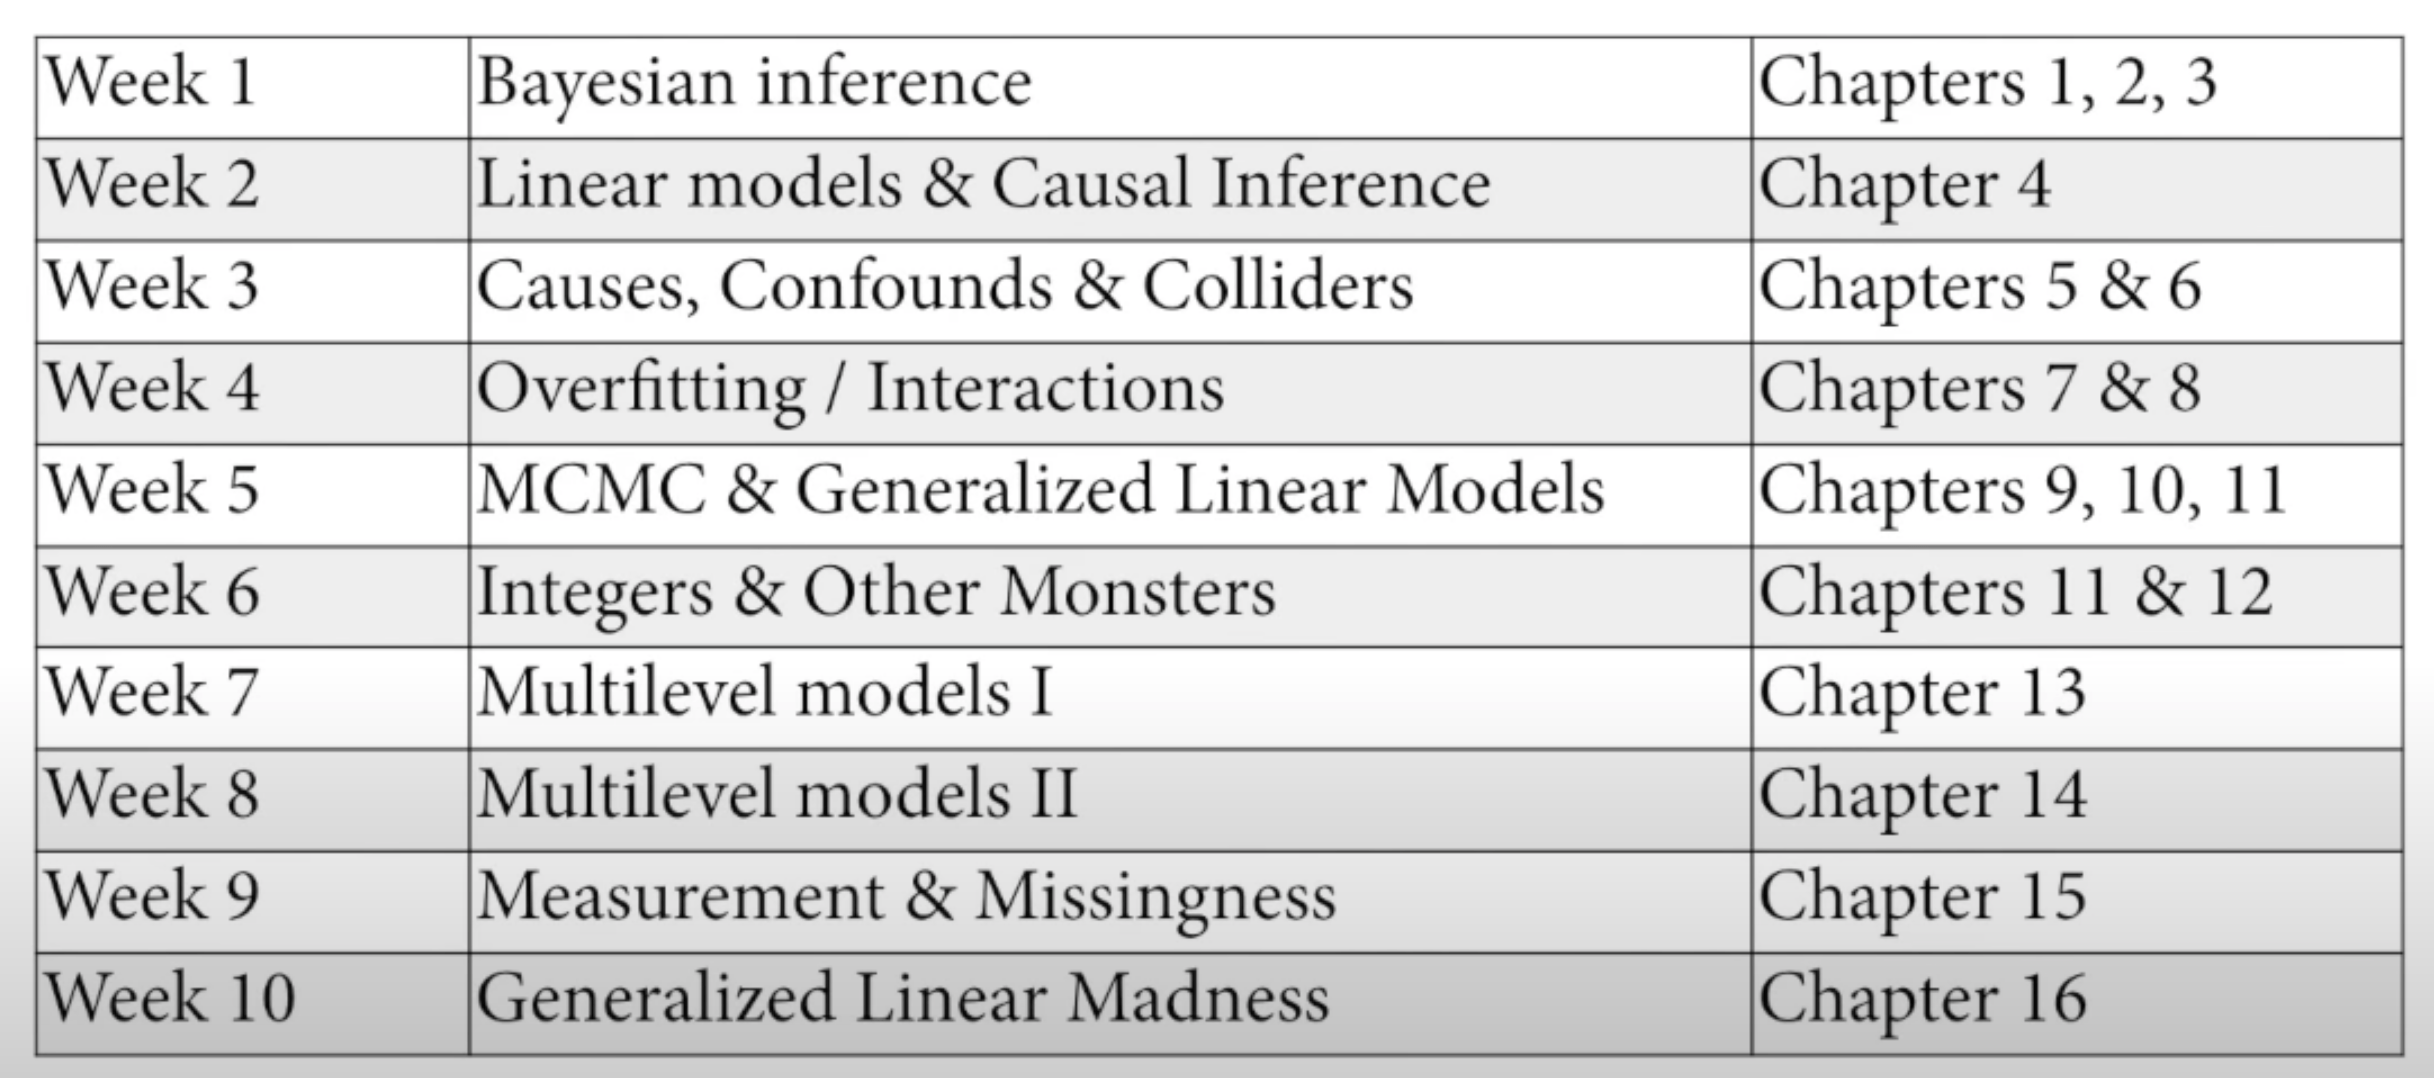 Week 1 Bayesian inference Chapters 1, 2, 3
Week 2 Linear models & Causal Inference Chapter 4
Week 3 Causes, Confounds & Colliders Chapters 5 & 6
Week 4 Overfitting / Interactions Chapters 7 & 8
Week 5 MCMC & Generalized Linear Models Chapters 9, 10, 11
Week 6 Integers & Other Monsters Chapters 11 & 12
Week 7 Multilevel models I Chapter 13
Week 8 Multilevel models II Chapter 14
Week 9 Measurement & Missingness Chapter 15
Week 10 Generalized Linear Madness Chapter 16